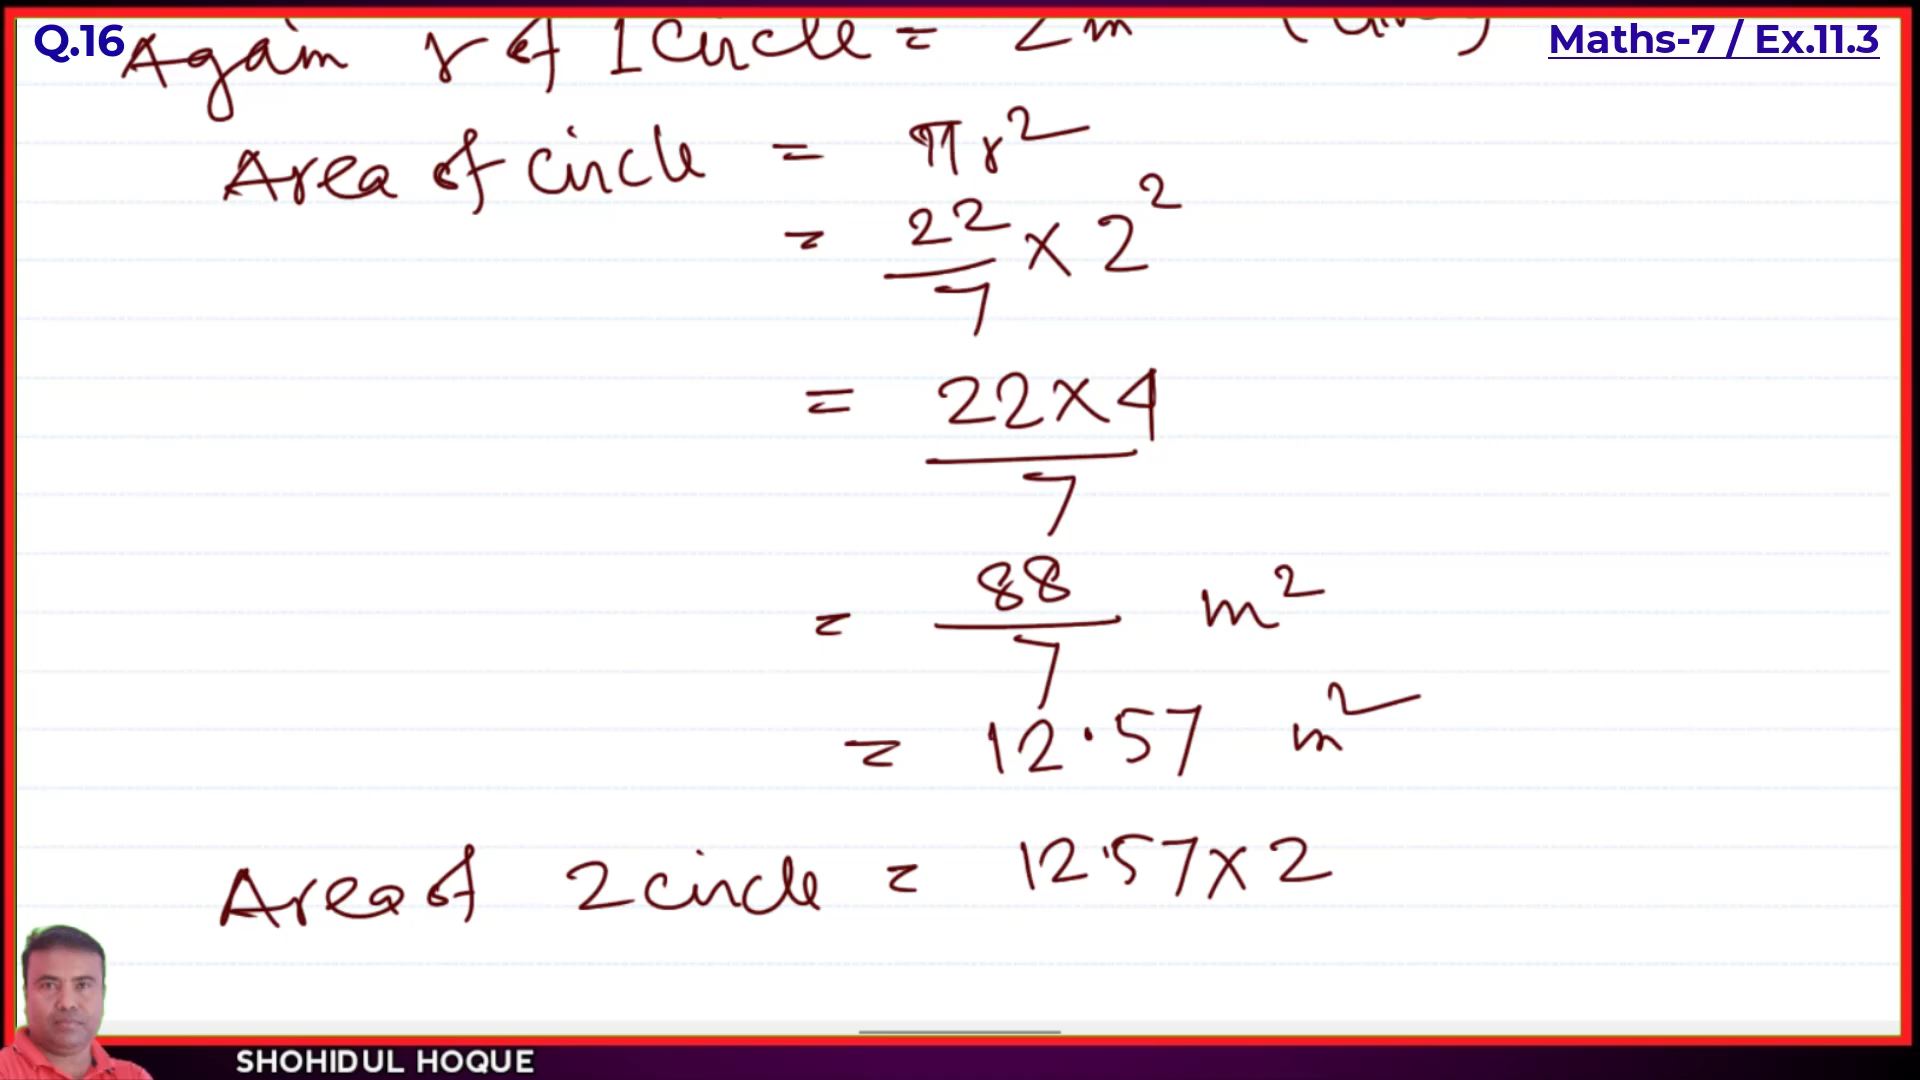 Q.16
Maths-7 / Ex.11.3
Again r of 1 circle = 2m
Area of circle = πr²
= 22/7 × 2²
= 22×4/7
= 88/7 m²
= 12.57 m²
Area of 2 circle = 12.57×2
SHOHIDUL HOQUE